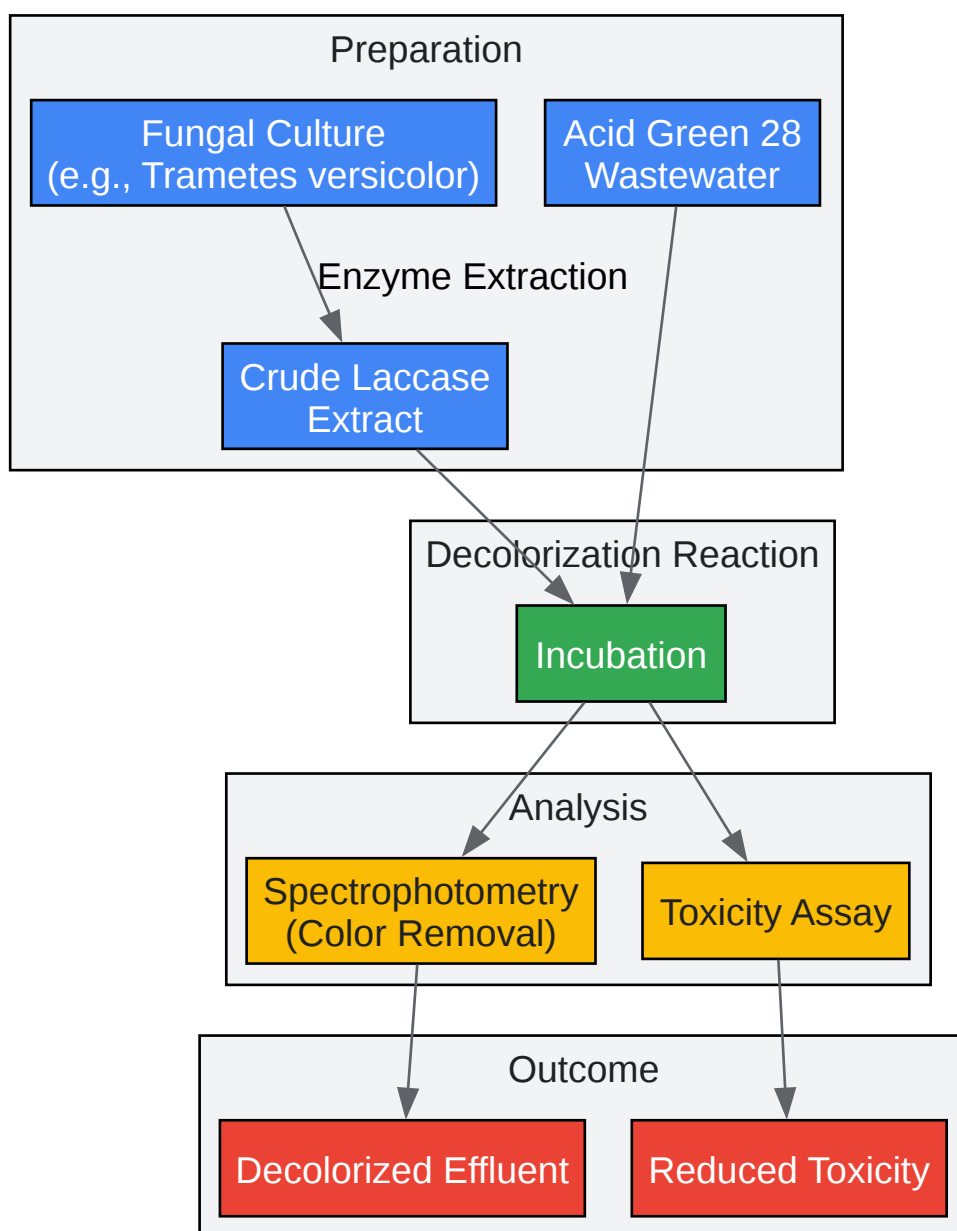 Preparation
Fungal Culture
(e.g., Trametes versicolor)
Acid Green 28
Wastewater
Enzyme Extraction
Crude Laccase
Extract
Decolorization Reaction
Incubation
Analysis
Spectrophotometry
(Color Removal)
Toxicity Assay
Outcome
Decolorized Effluent
Reduced Toxicity